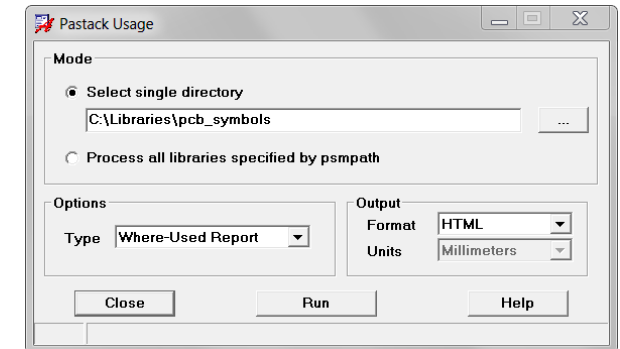 Pastack Usage
Mode
Select single directory
C:\Libraries\pcb_symbols
...
Process all libraries specified by psmpath
Options
Type Where-Used Report
Output
Format HTML
Units Millimeters
Close Run Help